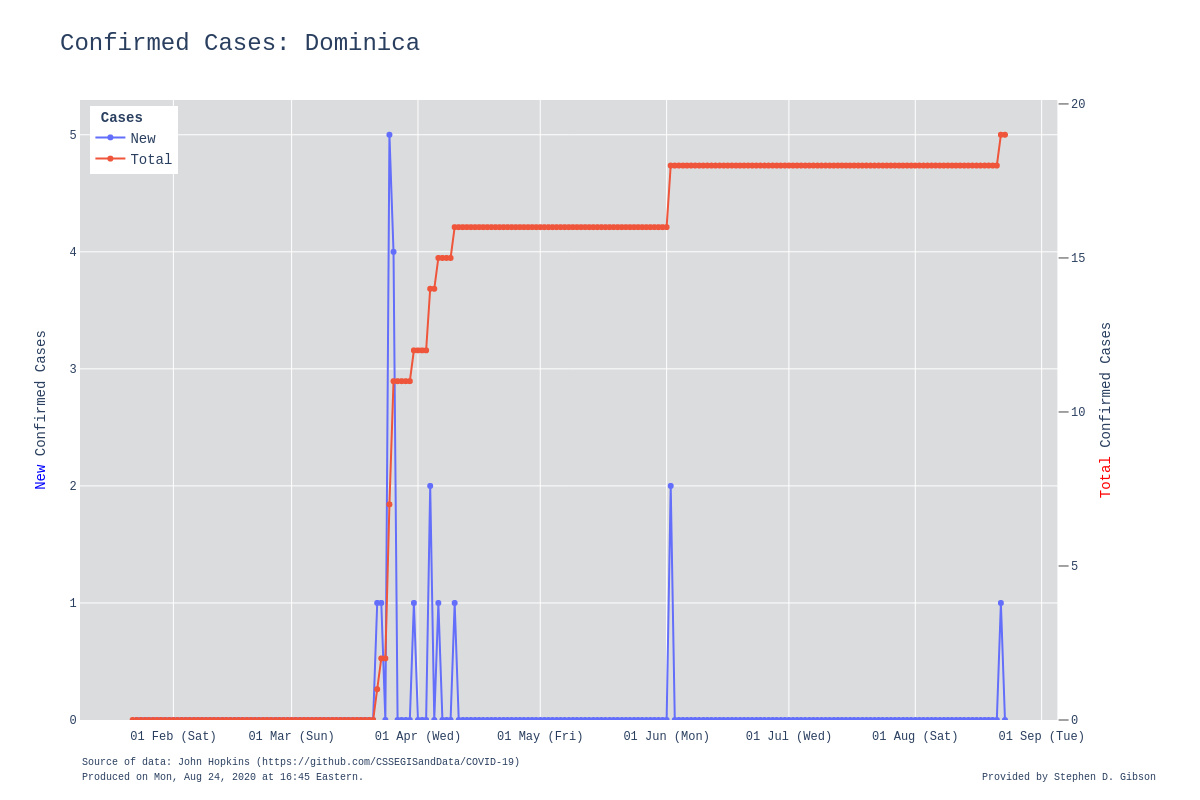 Confirmed Cases: Dominica
Cases
New
Total
5
4
3
2
1
0
New Confirmed Cases
20
15
10
5
0
Total Confirmed Cases
01 Feb (Sat) 01 Mar (Sun) 01 Apr (Wed) 01 May (Fri) 01 Jun (Mon) 01 Jul (Wed) 01 Aug (Sat) 01 Sep (Tue)
Source of data: John Hopkins (https://github.com/CSSEGISandData/COVID-19)
Produced on Mon, Aug 24, 2020 at 16:45 Eastern.
Provided by Stephen D. Gibson